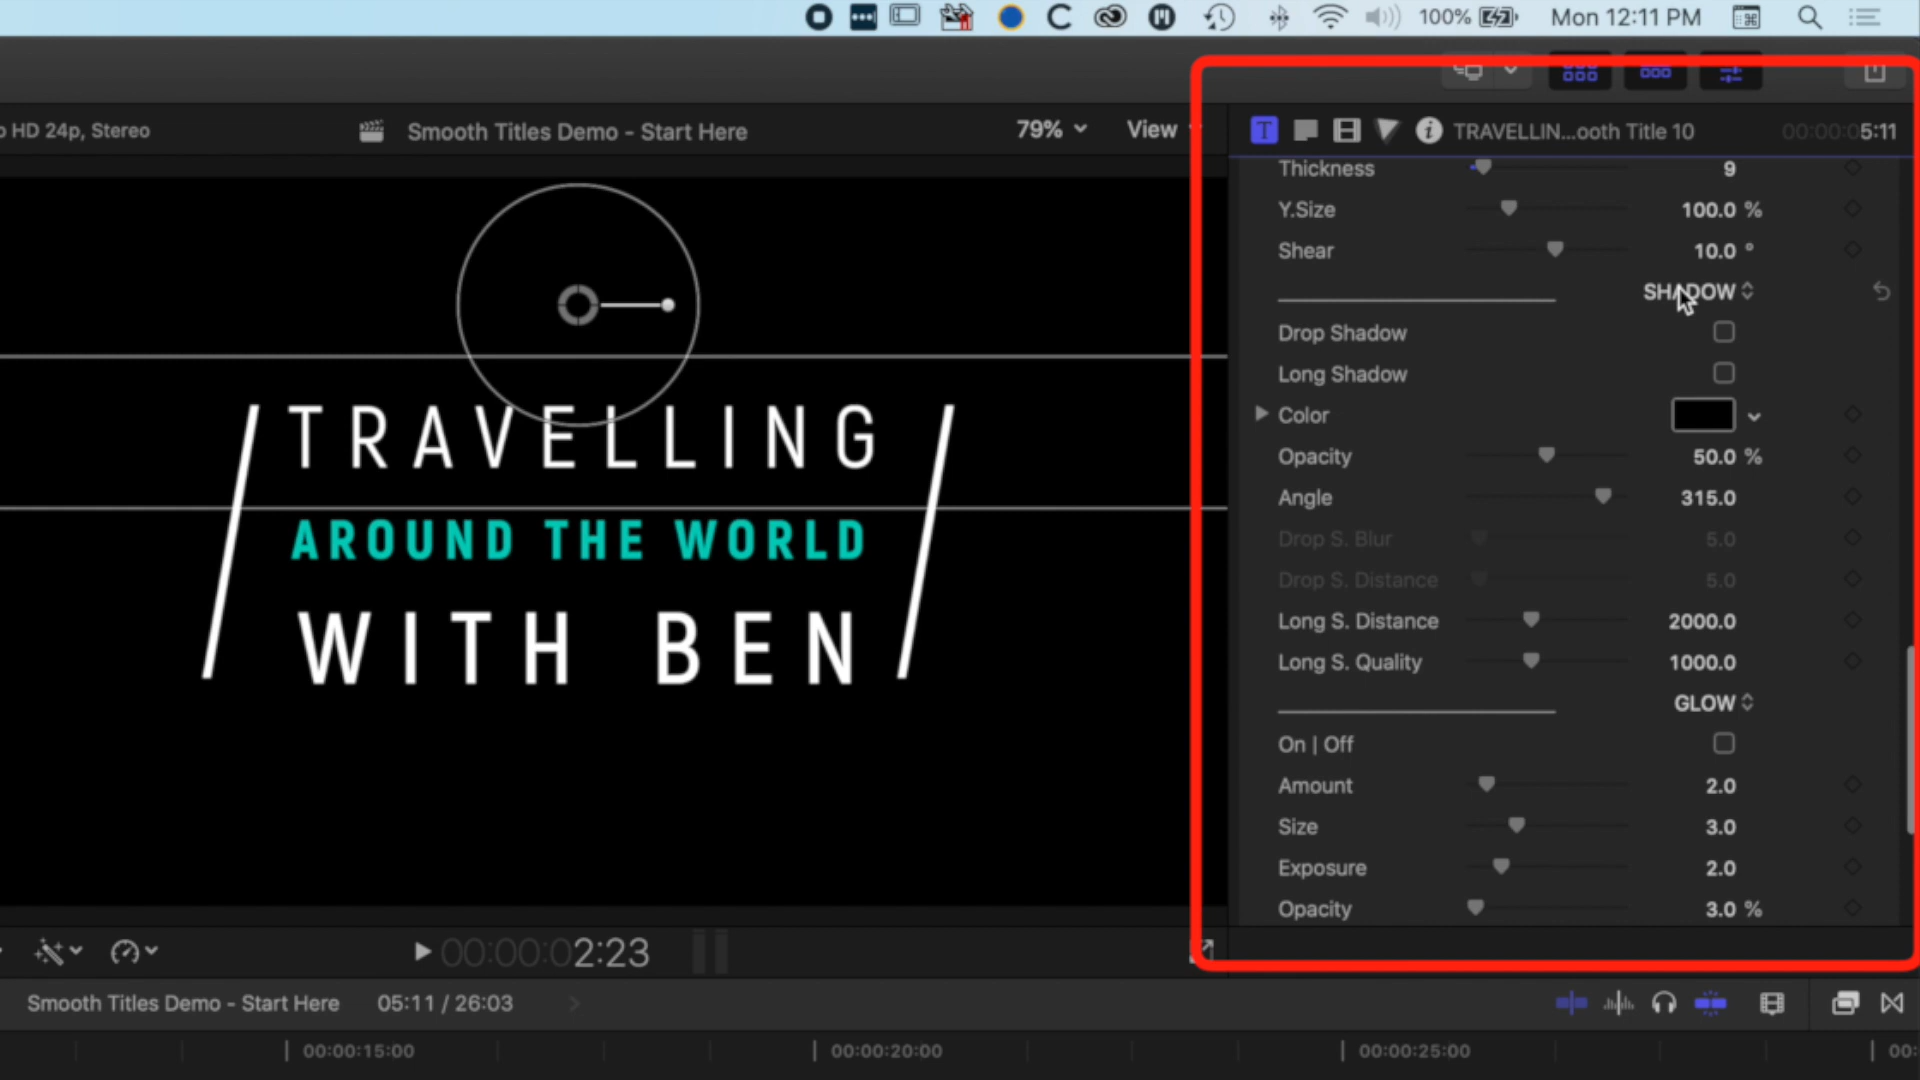 100% Mon 12:11 PM
HD 24p, Stereo
Smooth Titles Demo - Start Here
79%
View
T
TRAVELLIN...ooth Title 10
00:00:05:11
Thickness 9
Y.Size 100.0 %
Shear 10.0 °
SHADOW
Drop Shadow
Long Shadow
Color
Opacity 50.0 %
Angle 315.0
Drop S. Blur 5.0
Drop S. Distance 5.0
Long S. Distance 2000.0
Long S. Quality 1000.0
GLOW
On | Off
Amount 2.0
Size 3.0
Exposure 2.0
Opacity 3.0 %
/ TRAVELLING /
AROUND THE WORLD
WITH BEN
00:00:02:23
Smooth Titles Demo - Start Here 05:11 / 26:03
00:00:15:00 00:00:20:00 00:00:25:00 00: